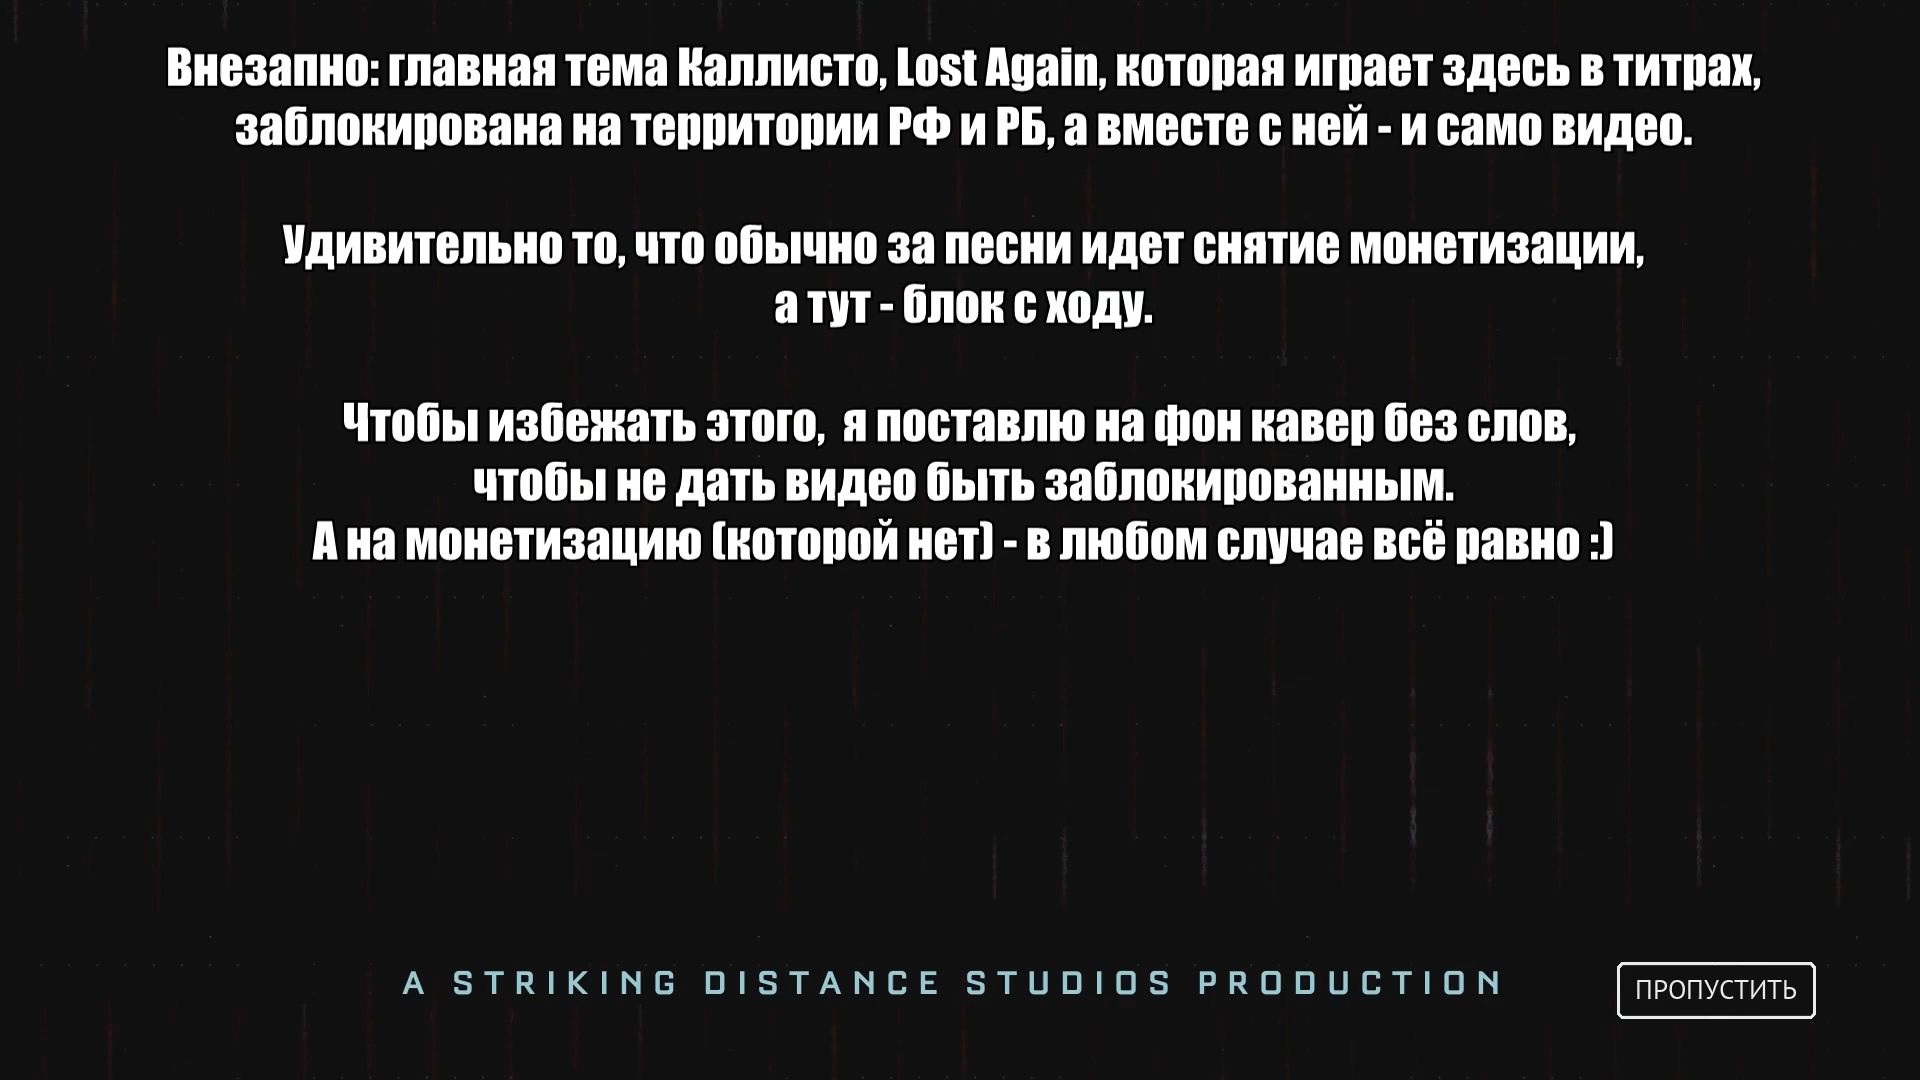 Внезапно: главная тема Каллисто, Lost Again, которая играет здесь в титрах,
заблокирована на территории РФ и РБ, а вместе с ней - и само видео.
Удивительно то, что обычно за песни идет снятие монетизации,
а тут - блок с ходу.
Чтобы избежать этого,  я поставлю на фон кавер без слов,
чтобы не дать видео быть заблокированным.
А на монетизацию (которой нет) - в любом случае всё равно :)
A STRIKING DISTANCE STUDIOS PRODUCTION
ПРОПУСТИТЬ